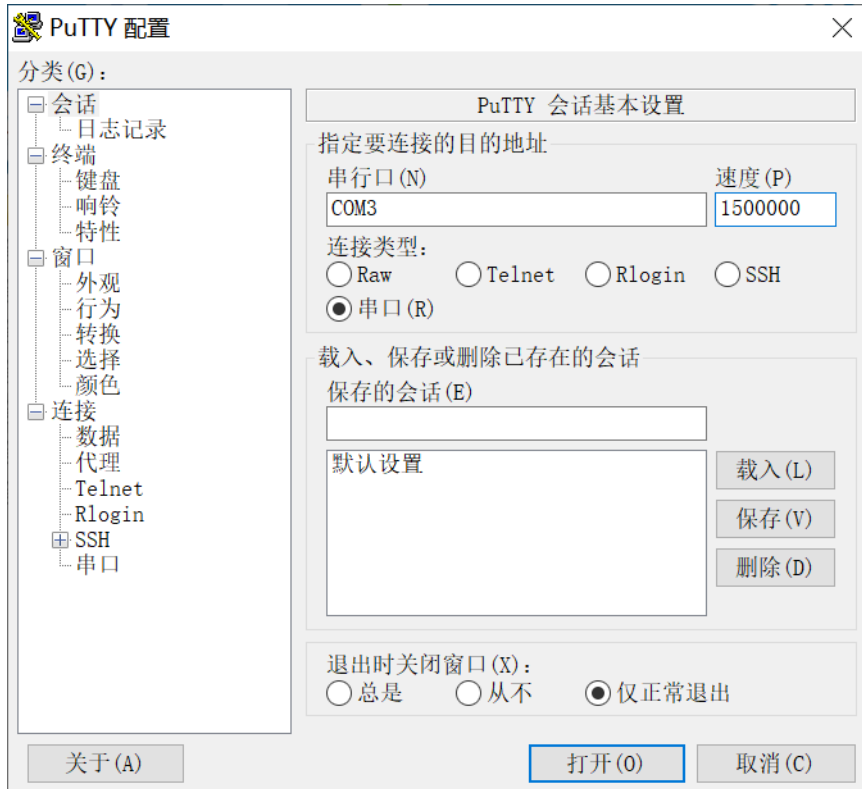 PuTTY 配置
分类(G):
会话
日志记录
终端
键盘
响铃
特性
窗口
外观
行为
转换
选择
颜色
连接
数据
代理
Telnet
Rlogin
SSH
串口
PuTTY 会话基本设置
指定要连接的目的地址
串行口(N) 速度(P)
COM3 1500000
连接类型:
Raw Telnet Rlogin SSH
串口(R)
载入、保存或删除已存在的会话
保存的会话(E)
默认设置
载入(L)
保存(V)
删除(D)
退出时关闭窗口(X):
总是 从不 仅正常退出
关于(A) 打开(O) 取消(C)